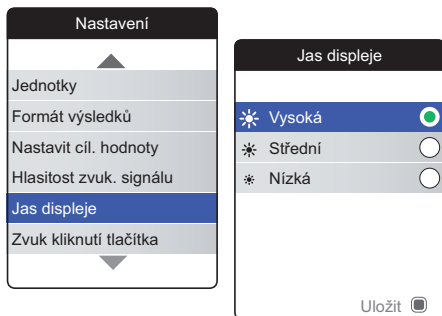 Nastavení
Jednotky
Formát výsledků
Nastavit cíl. hodnoty
Hlasitost zvuk. signálu
Jas displeje
Zvuk kliknutí tlačítka
Jas displeje
Vysoká
Střední
Nízká
Uložit